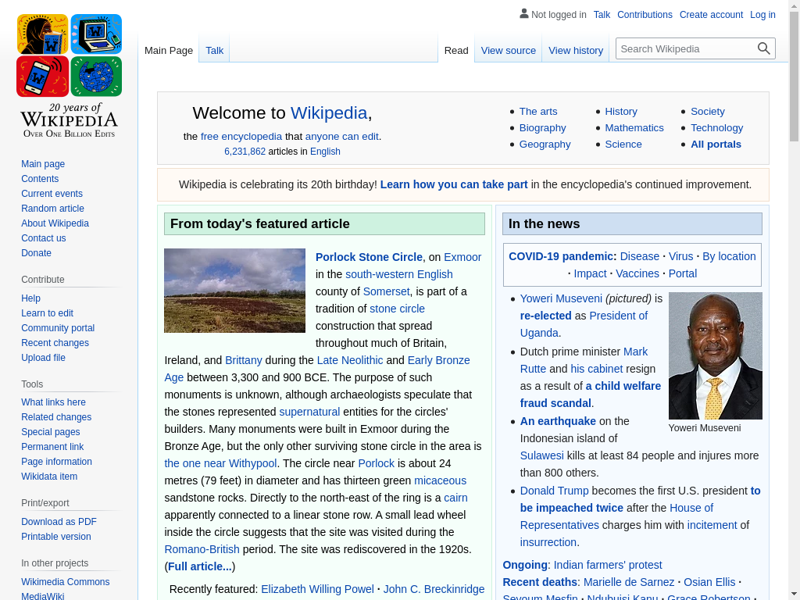 Not logged in Talk Contributions Create account Log in
Main Page Talk Read View source View history Search Wikipedia
20 years of
WIKIPEDIA
OVER ONE BILLION EDITS
Main page
Contents
Current events
Random article
About Wikipedia
Contact us
Donate
Contribute
Help
Learn to edit
Community portal
Recent changes
Upload file
Tools
What links here
Related changes
Special pages
Permanent link
Page information
Wikidata item
Print/export
Download as PDF
Printable version
In other projects
Wikimedia Commons
MediaWiki
Welcome to Wikipedia,
the free encyclopedia that anyone can edit.
6,231,862 articles in English
The arts
Biography
Geography
History
Mathematics
Science
Society
Technology
All portals
Wikipedia is celebrating its 20th birthday! Learn how you can take part in the encyclopedia's continued improvement.
From today's featured article
Porlock Stone Circle, on Exmoor
in the south-western English
county of Somerset, is part of a
tradition of stone circle
construction that spread
throughout much of Britain,
Ireland, and Brittany during the Late Neolithic and Early Bronze
Age between 3,300 and 900 BCE. The purpose of such
monuments is unknown, although archaeologists speculate that
the stones represented supernatural entities for the circles'
builders. Many monuments were built in Exmoor during the
Bronze Age, but the only other surviving stone circle in the area is
the one near Withypool. The circle near Porlock is about 24
metres (79 feet) in diameter and has thirteen green micaceous
sandstone rocks. Directly to the north-east of the ring is a cairn
apparently connected to a linear stone row. A small lead wheel
inside the circle suggests that the site was visited during the
Romano-British period. The site was rediscovered in the 1920s.
(Full article...)
Recently featured: Elizabeth Willing Powel · John C. Breckinridge
In the news
COVID-19 pandemic: Disease · Virus · By location
· Impact · Vaccines · Portal
Yoweri Museveni (pictured) is
re-elected as President of
Uganda.
Dutch prime minister Mark
Rutte and his cabinet resign
as a result of a child welfare
fraud scandal.
An earthquake on the
Indonesian island of
Sulawesi kills at least 84 people and injures more
than 800 others.
Donald Trump becomes the first U.S. president to
be impeached twice after the House of
Representatives charges him with incitement of
insurrection.
Yoweri Museveni
Ongoing: Indian farmers' protest
Recent deaths: Marielle de Sarnez · Osian Ellis ·
Seyoum Mesfin · Ndubuisi Kanu · Grace Robertson ·